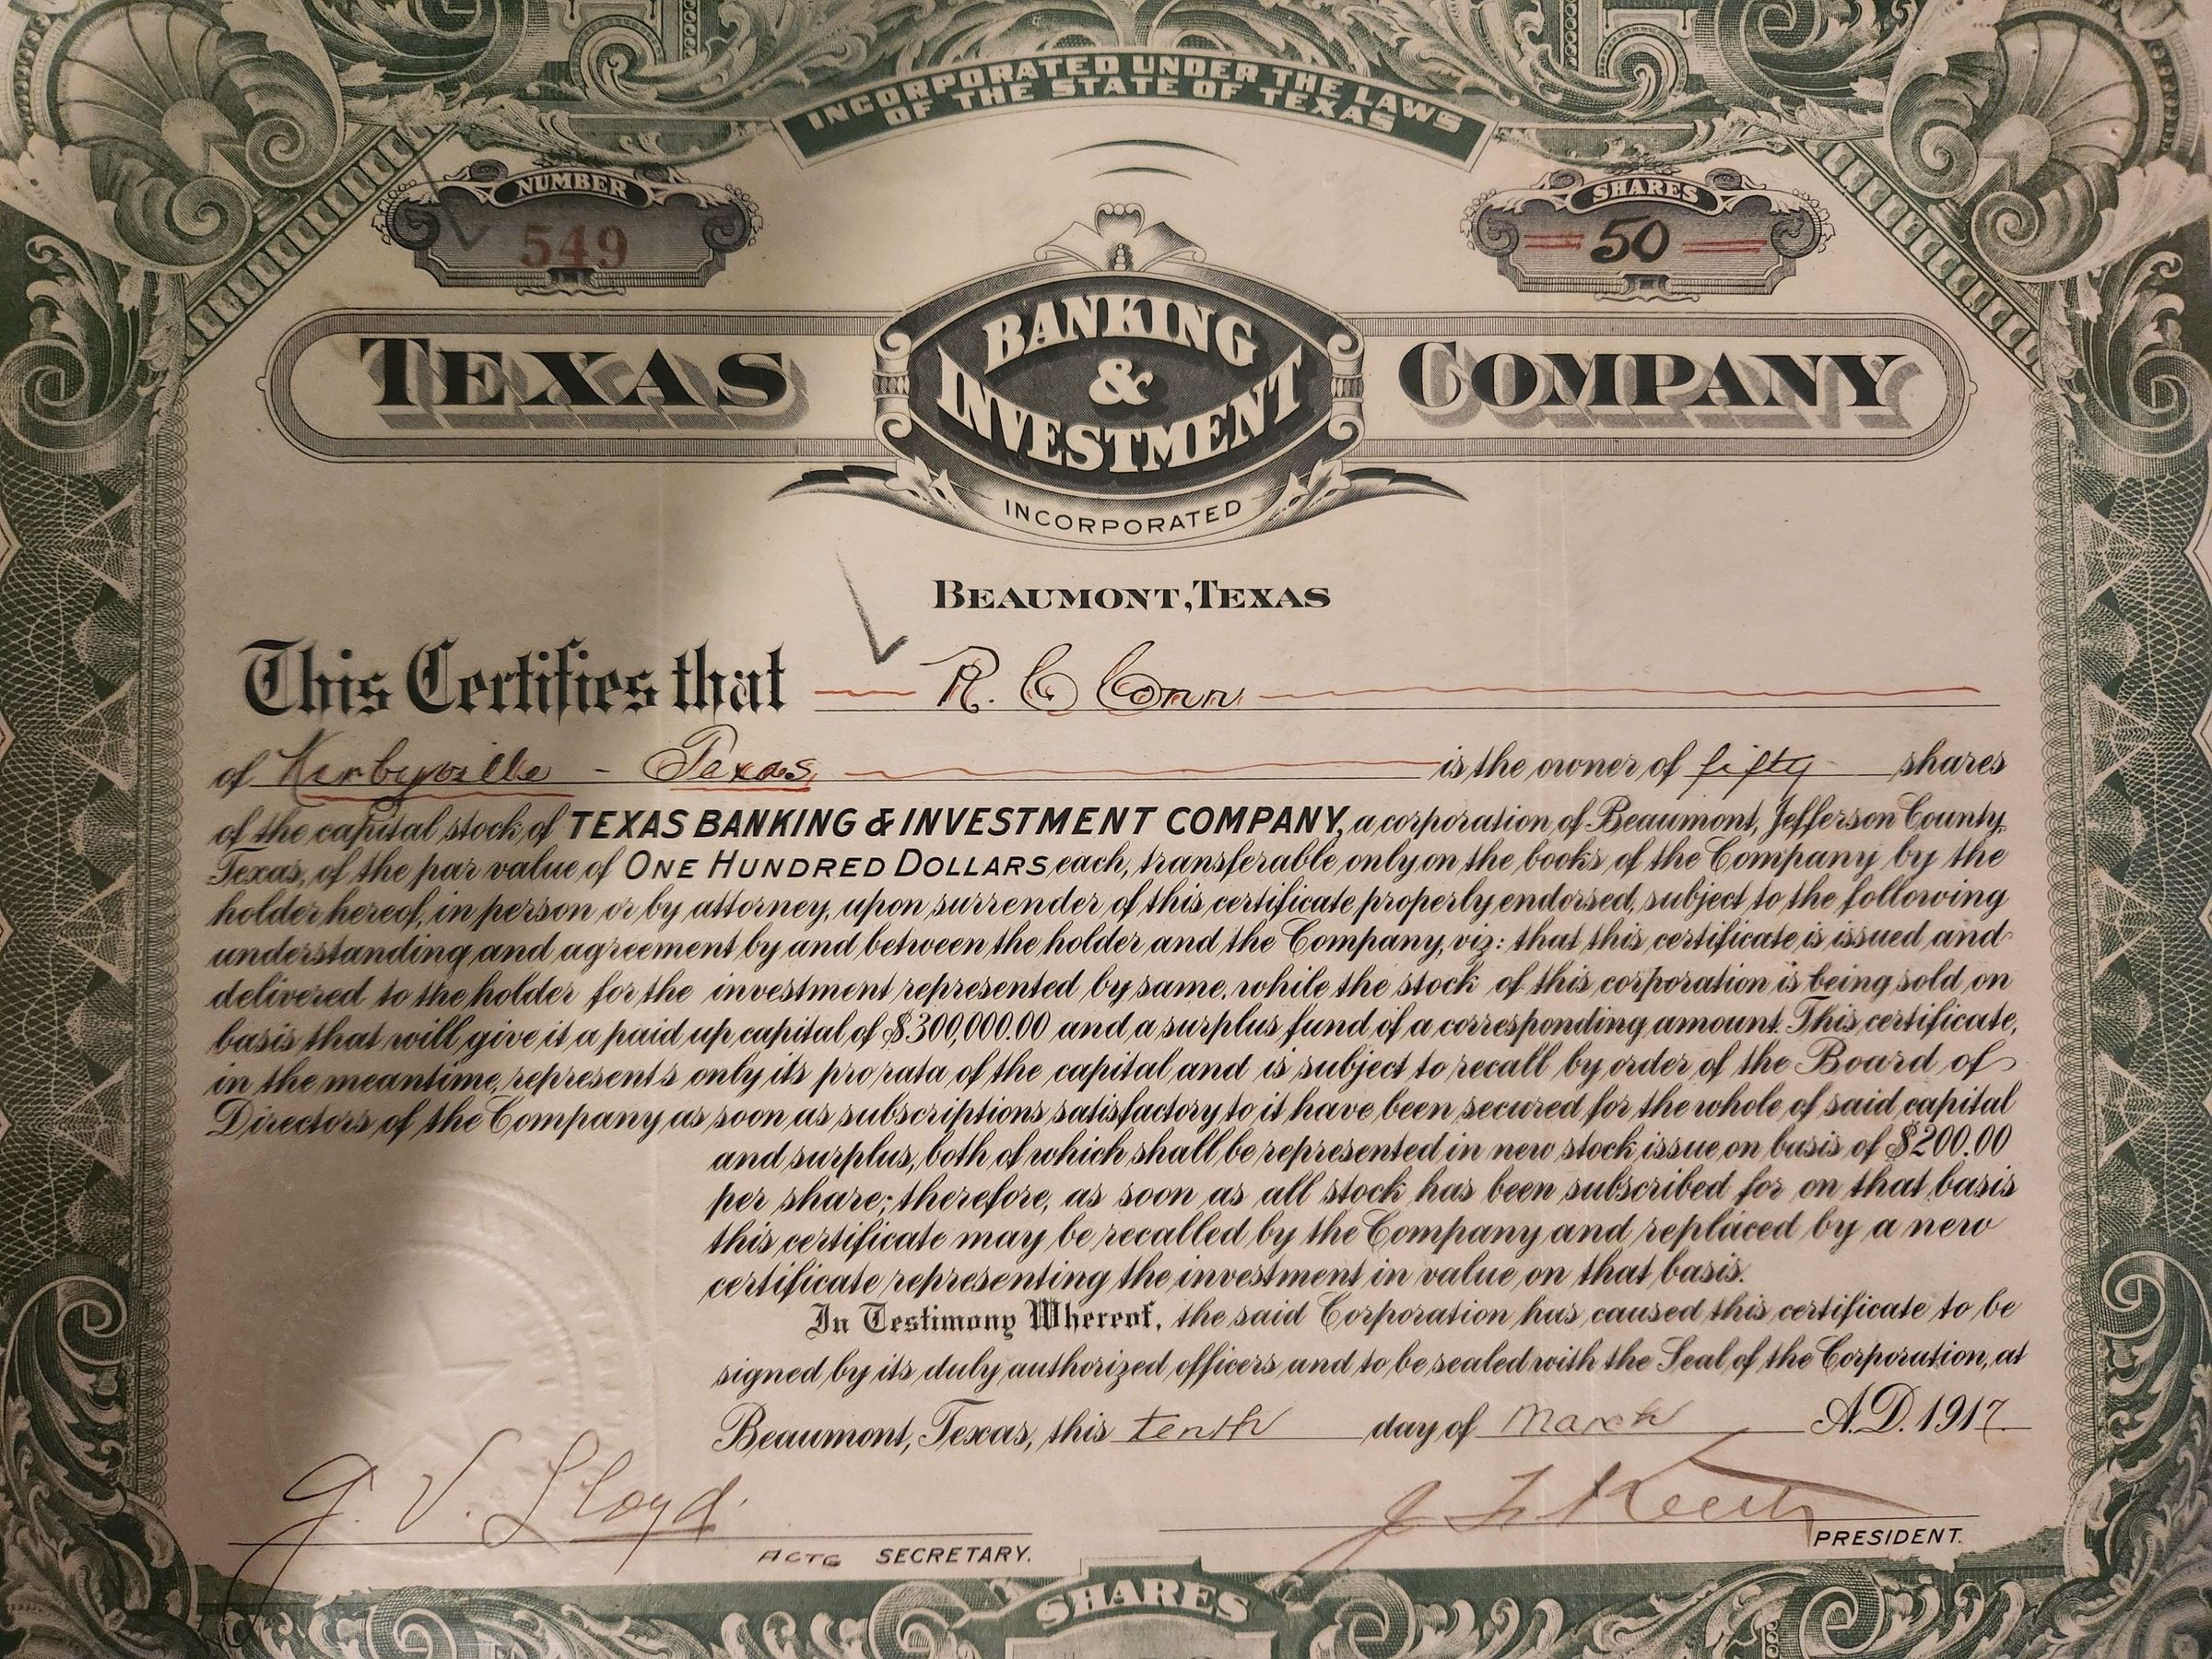 INCORPORATED UNDER THE LAWS
OF THE STATE OF TEXAS
NUMBER
549
SHARES
50
TEXAS BANKING & INVESTMENT COMPANY
INCORPORATED
BEAUMONT, TEXAS
This Certifies that R. C Conn
of Kerbyville - Texas is the owner of fifty shares
of the capital stock of TEXAS BANKING & INVESTMENT COMPANY, a corporation of Beaumont, Jefferson County,
Texas, of the par value of ONE HUNDRED DOLLARS each, transferable only on the books of the Company by the
holder hereof, in person or by attorney, upon surrender of this certificate properly endorsed, subject to the following
understanding and agreement by and between the holder and the Company, viz: that this certificate is issued and
delivered to the holder for the investment represented by same, while the stock of this corporation is being sold on
basis that will give it a paid up capital of $300,000.00 and a surplus fund of a corresponding amount. This certificate,
in the meantime, represents only its pro rata of the capital and is subject to recall by order of the Board of
Directors of the Company as soon as subscriptions satisfactory to it have been secured for the whole of said capital
and surplus, both of which shall be represented in new stock issue on basis of $200.00
per share; therefore, as soon as all stock has been subscribed for on that basis
this certificate may be recalled by the Company and replaced by a new
certificate representing the investment in value on that basis.
In Testimony Whereof, the said Corporation has caused this certificate to be
signed by its duly authorized officers and to be sealed with the Seal of the Corporation, at
Beaumont, Texas, this tenth day of March A.D. 1917
J. V. Lloyd J F Keith
ACTG SECRETARY. PRESIDENT.
SHARES